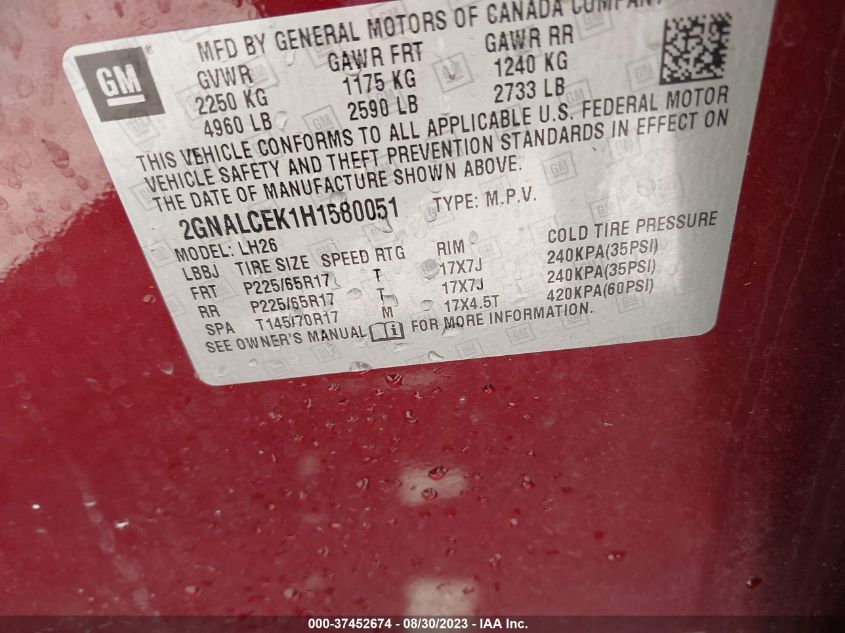 MFD BY GENERAL MOTORS OF CANADA COMPANY
GM
GVWR GAWR FRT GAWR RR
2250 KG 1175 KG 1240 KG
4960 LB 2590 LB 2733 LB
THIS VEHICLE CONFORMS TO ALL APPLICABLE U.S. FEDERAL MOTOR
VEHICLE SAFETY AND THEFT PREVENTION STANDARDS IN EFFECT ON
THE DATE OF MANUFACTURE SHOWN ABOVE.
2GNALCEK1H1580051 TYPE: M.P.V.
MODEL: LH26
LBBJ TIRE SIZE SPEED RTG RIM COLD TIRE PRESSURE
FRT P225/65R17 T 17X7J 240KPA(35PSI)
RR P225/65R17 T 17X7J 240KPA(35PSI)
SPA T145/70R17 M 17X4.5T 420KPA(60PSI)
SEE OWNER'S MANUAL FOR MORE INFORMATION.
000-37452674 - 08/30/2023 - IAA Inc.